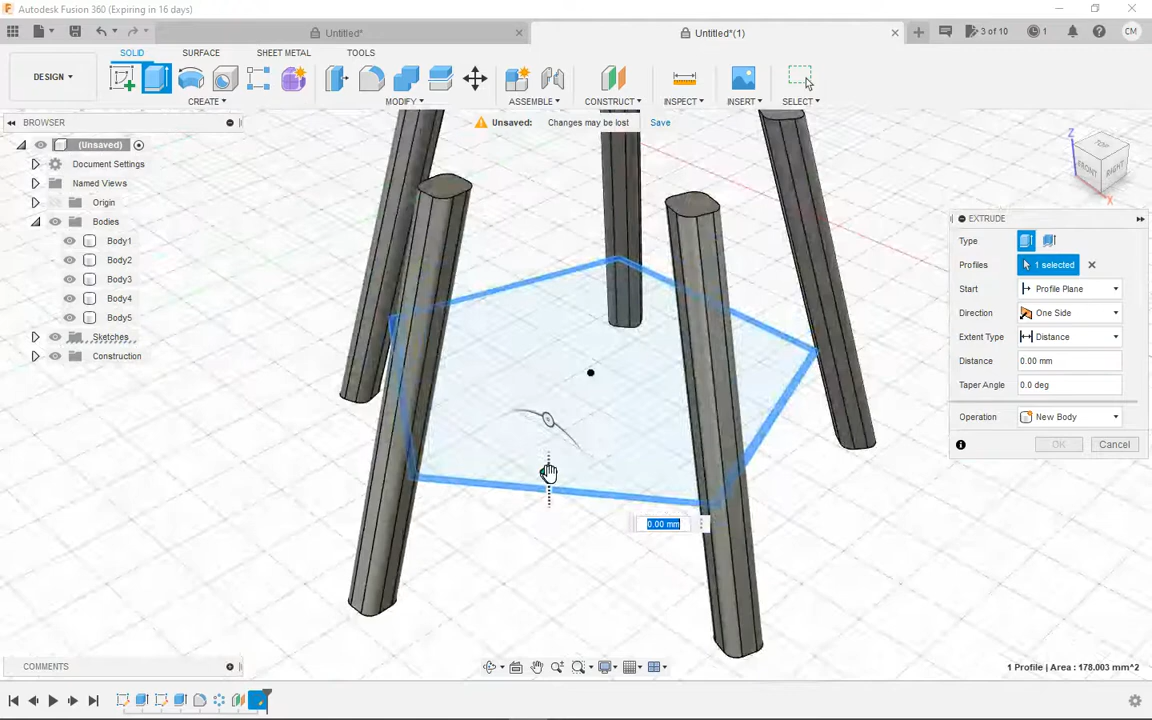 Autodesk Fusion 360 (Expiring in 16 days)
Untitled*
Untitled*(1)
3 of 10
1
CM
DESIGN
SOLID
SURFACE
SHEET METAL
TOOLS
CREATE
MODIFY
ASSEMBLE
CONSTRUCT
INSPECT
INSERT
SELECT
BROWSER
Unsaved: Changes may be lost Save
(Unsaved)
Document Settings
Named Views
Origin
Bodies
Body1
Body2
Body3
Body4
Body5
Sketches
Construction
Z
TOP
FRONT
RIGHT
X
EXTRUDE
Type
Profiles 1 selected
Start Profile Plane
Direction One Side
Extent Type Distance
Distance 0.00 mm
Taper Angle 0.0 deg
Operation New Body
OK Cancel
0.00 mm
COMMENTS
1 Profile | Area : 178.003 mm^2